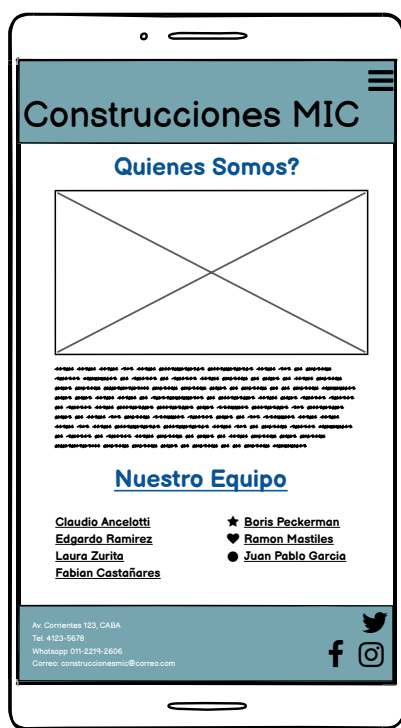 Construcciones MIC
Quienes Somos?
Nuestro Equipo
Claudio Ancelotti
Edgardo Ramirez
Laura Zurita
Fabian Castañares
Boris Peckerman
Ramon Mastiles
Juan Pablo Garcia
Av. Corrientes 123, CABA
Tel. 4123-5678
Whatsapp 011-2219-2606
Correo: construccionesmic@correo.com